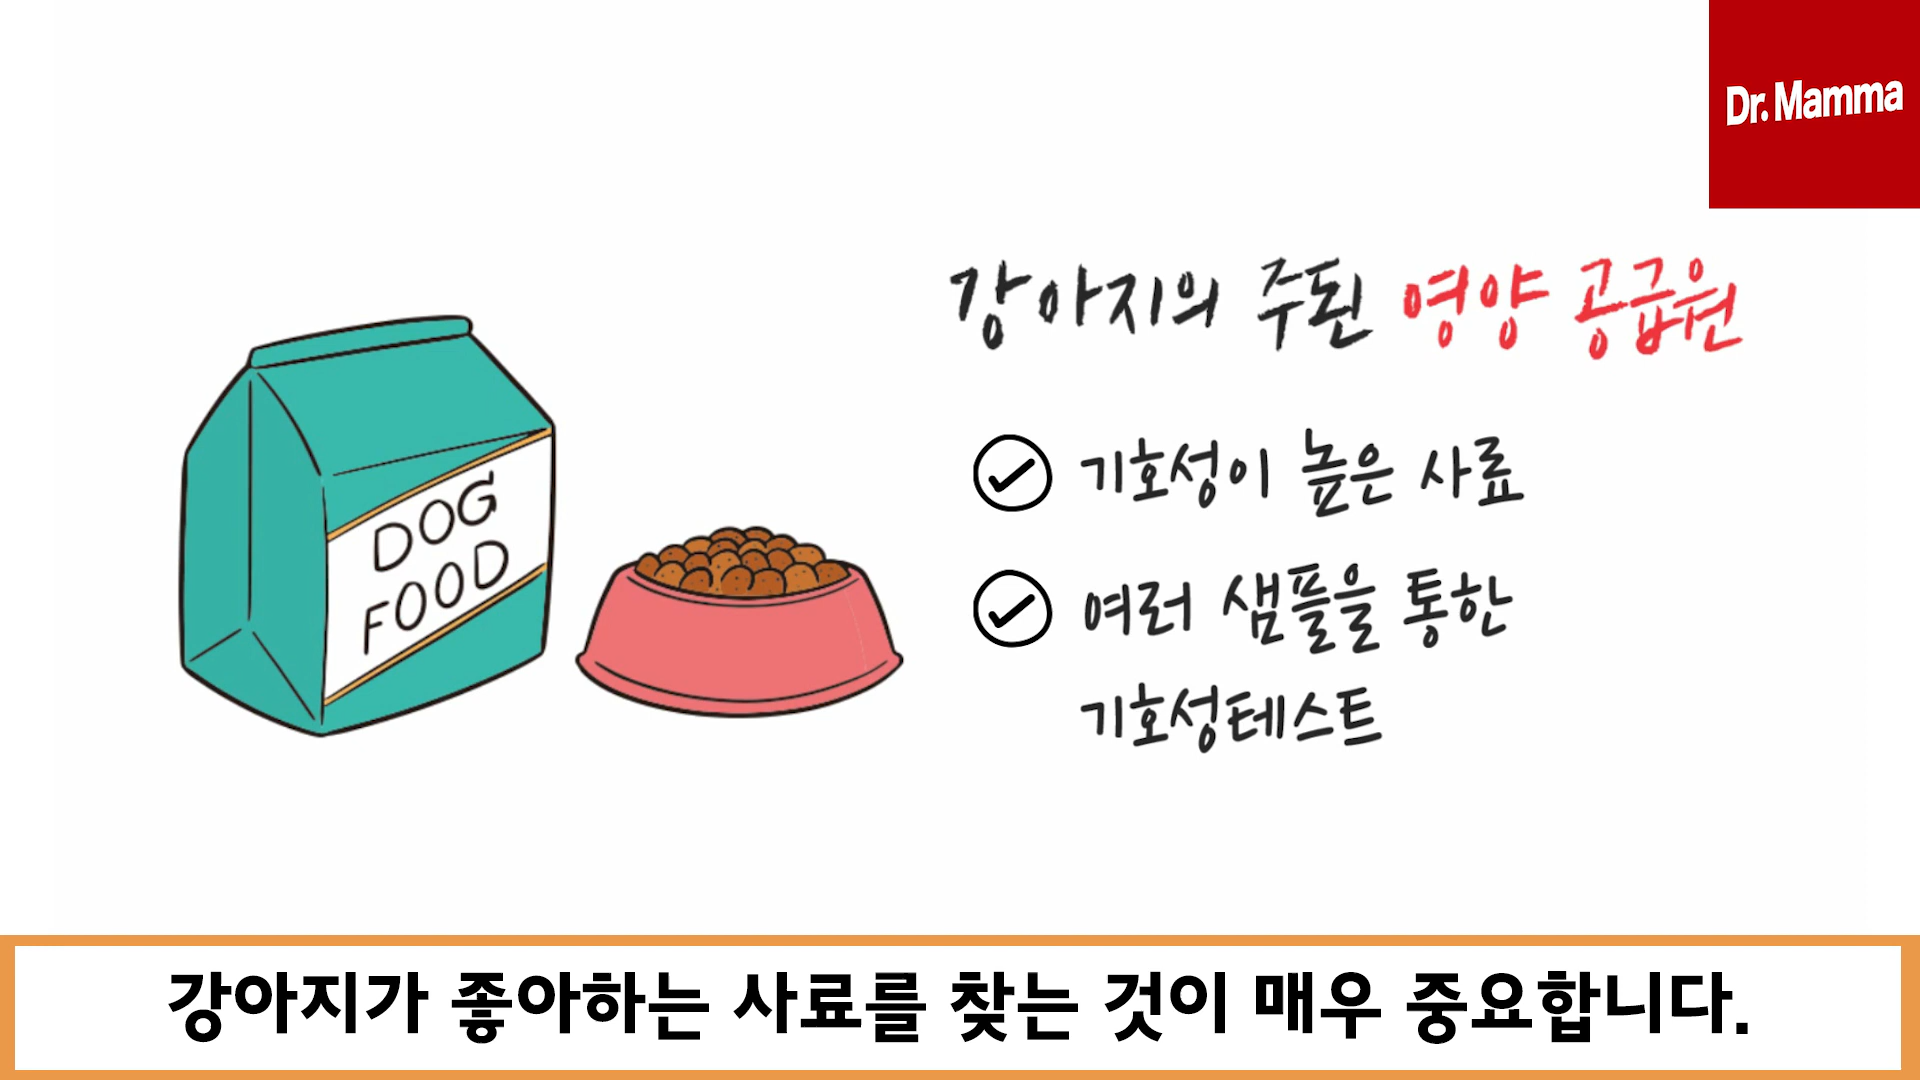 Dr. Mamma
강아지의 주된 영양 공급원
기호성이 높은 사료
여러 샘플을 통한
기호성테스트
DOG
FOOD
강아지가 좋아하는 사료를 찾는 것이 매우 중요합니다.